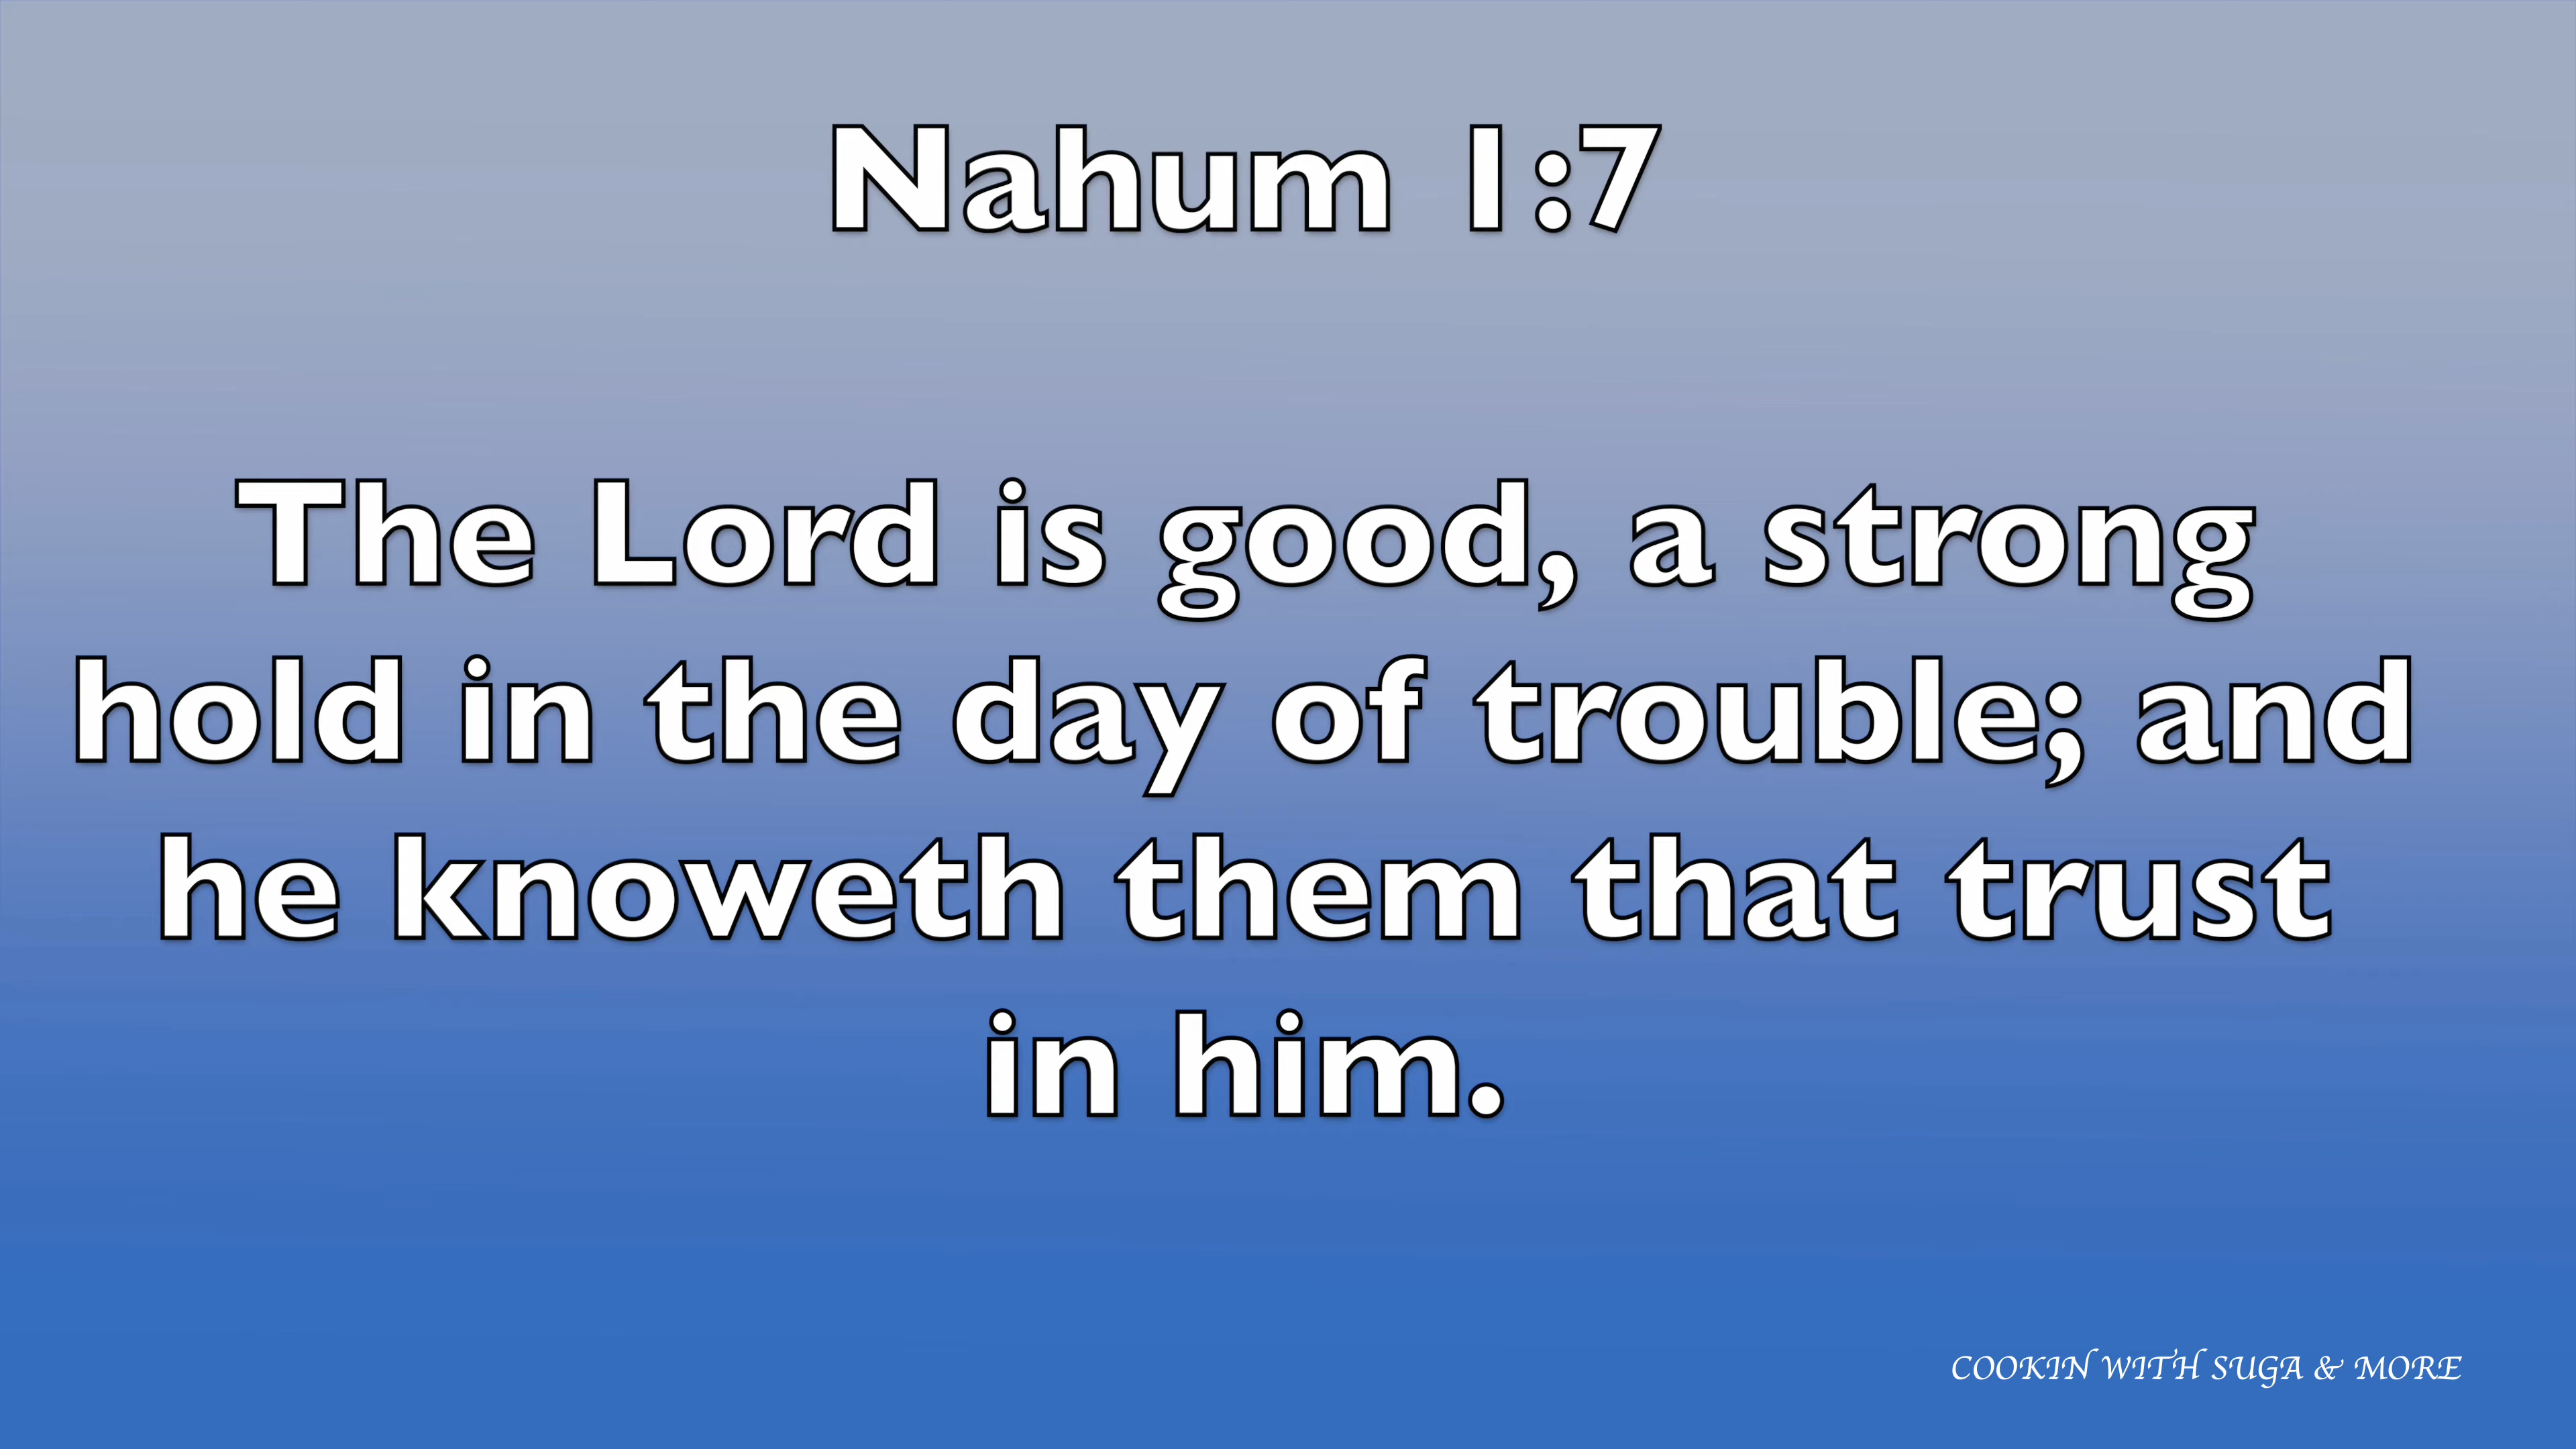 Nahum 1:7
The Lord is good, a strong
hold in the day of trouble; and
he knoweth them that trust
in him.
COOKIN WITH SUGA & MORE